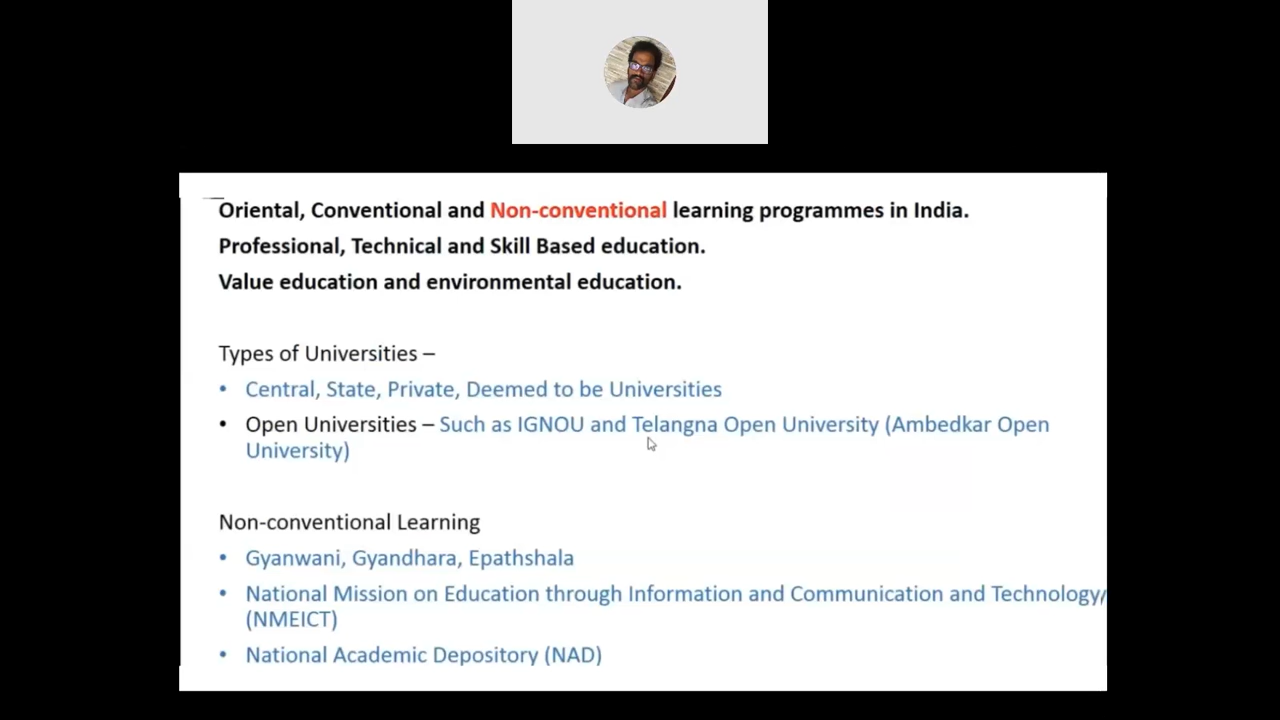 Oriental, Conventional and Non-conventional learning programmes in India.
Professional, Technical and Skill Based education.
Value education and environmental education.
Types of Universities –
• Central, State, Private, Deemed to be Universities
• Open Universities – Such as IGNOU and Telangna Open University (Ambedkar Open
University)
Non-conventional Learning
• Gyanwani, Gyandhara, Epathshala
• National Mission on Education through Information and Communication and Technology/
(NMEICT)
• National Academic Depository (NAD)